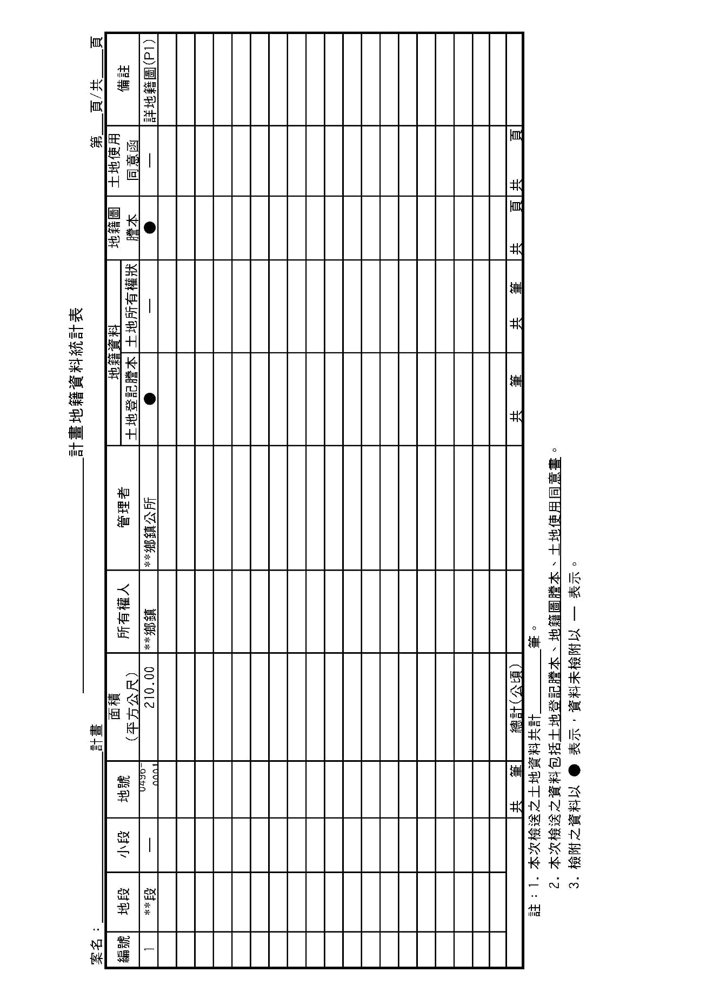 ＿＿＿＿＿＿＿＿計畫地籍資料統計表
案名：＿＿＿＿＿＿＿＿計畫 第＿＿頁/共＿＿頁
編號 地段 小段 地號 面積(平方公尺) 所有權人 管理者 地籍資料 地籍圖謄本 土地使用同意函 備註
土地登記謄本 土地所有權狀
1 **段 — 0496-0001 210.00 **鄉鎮 **鄉鎮公所 ● — ● — 詳地籍圖(P1)
共 筆 總計(公頃) 共 筆 共 筆 共 頁 共 頁
註：1. 本次檢送之土地資料共計＿＿＿＿筆。
2. 本次檢送之資料包括土地登記謄本、地籍圖謄本、土地使用同意書。
3. 檢附之資料以 ● 表示，資料未檢附以 — 表示。